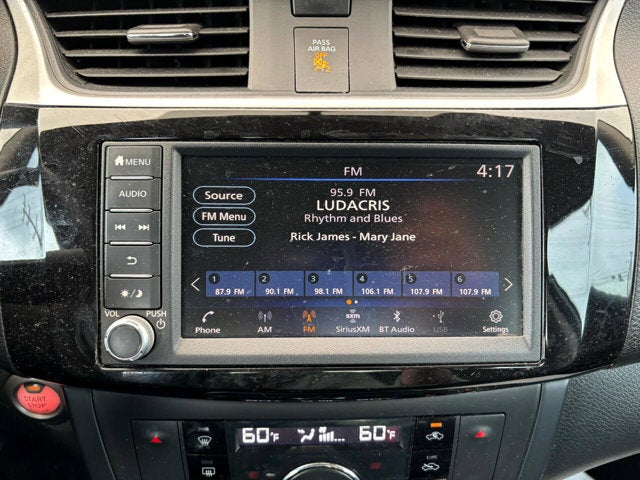 PASS
AIR BAG
OFF
2
MENU
FM
4:17
AUDIO
Source
95.9 FM
LUDACRIS
FM Menu
Rhythm and Blues
Tune
Rick James - Mary Jane
1 2 3 4 5 6
87.9 FM 90.1 FM 98.1 FM 106.1 FM 107.9 FM 107.9 FM
VOL PUSH
sxm
Phone AM FM SiriusXM BT Audio USB Settings
START
STOP
60°F 60°F